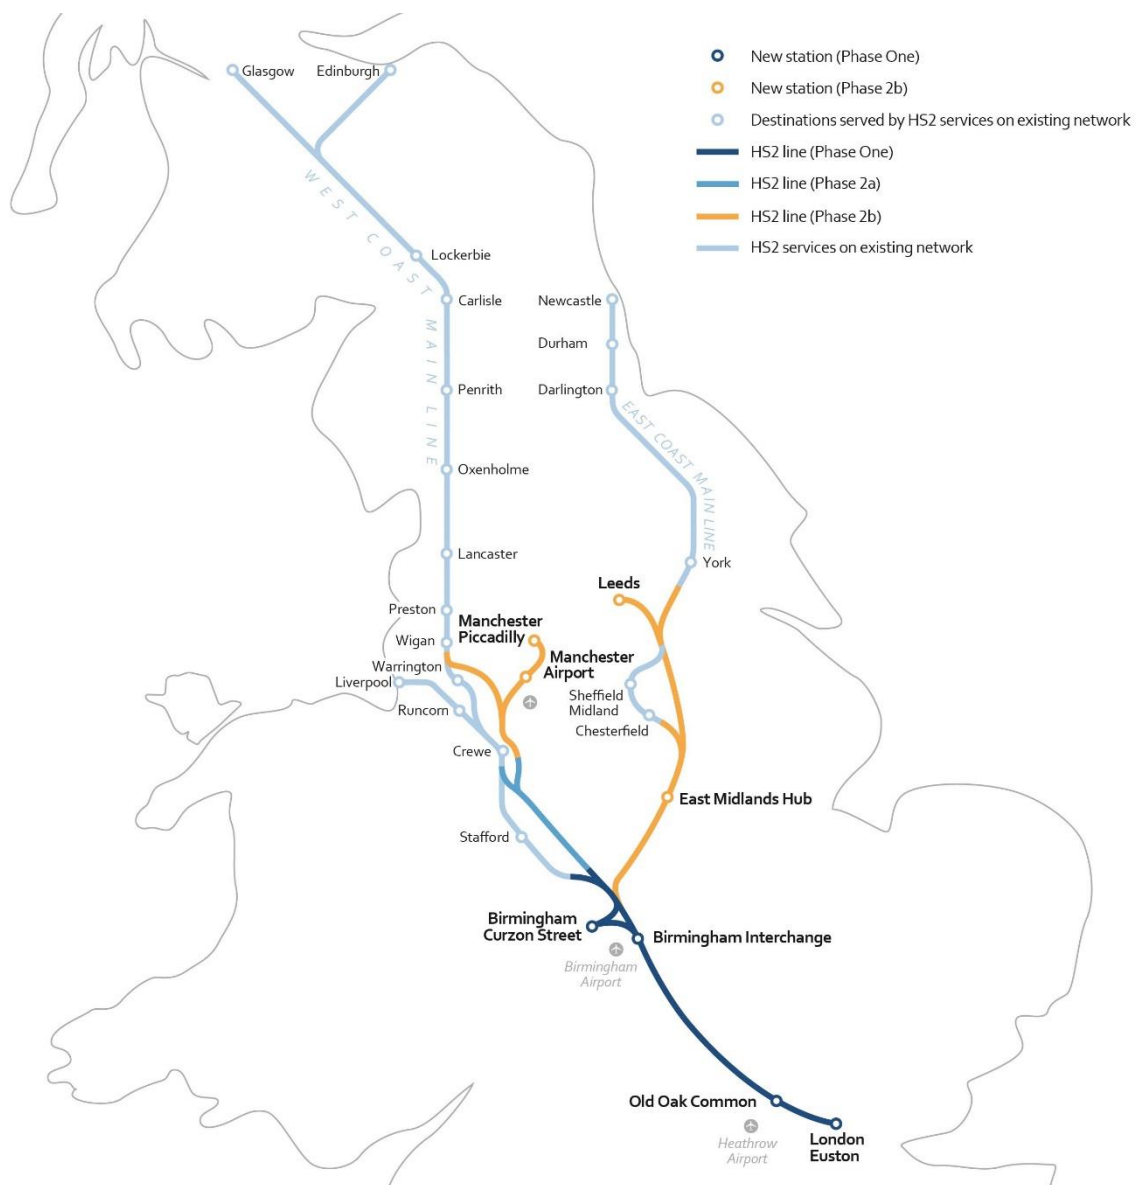 New station (Phase One)
New station (Phase 2b)
Destinations served by HS2 services on existing network
HS2 line (Phase One)
HS2 line (Phase 2a)
HS2 line (Phase 2b)
HS2 services on existing network
Glasgow
Edinburgh
WEST COAST MAIN LINE
Lockerbie
Carlisle
Newcastle
Durham
Penrith
Darlington
EAST COAST MAIN LINE
Oxenholme
Lancaster
York
Leeds
Preston
Manchester
Piccadilly
Wigan
Manchester
Airport
Warrington
Liverpool
Sheffield
Midland
Runcorn
Chesterfield
Crewe
East Midlands Hub
Stafford
Birmingham
Curzon Street
Birmingham Interchange
Birmingham
Airport
Old Oak Common
London
Euston
Heathrow
Airport